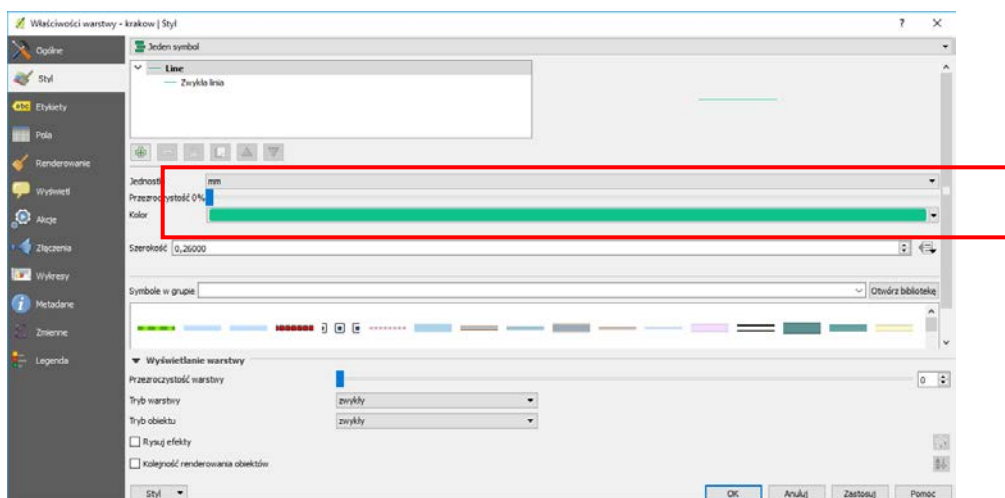 Właściwości warstwy - krakow | Styl ? ×
Ogólne
Styl
Etykiety
Pola
Renderowanie
Wyświetl
Akcje
Złączenia
Wykresy
Metadane
Zmienne
Legenda
Jeden symbol
Line
Zwykła linia
Jednostk mm
Przezroczystość 0%
Kolor
Szerokość 0,26000
Symbole w grupie Otwórz bibliotekę
Wyświetlanie warstwy
Przezroczystość warstwy 0
Tryb warstwy zwykły
Tryb obiektu zwykły
Rysuj efekty
Kolejność renderowania obiektów
Styl OK Anuluj Zastosuj Pomoc